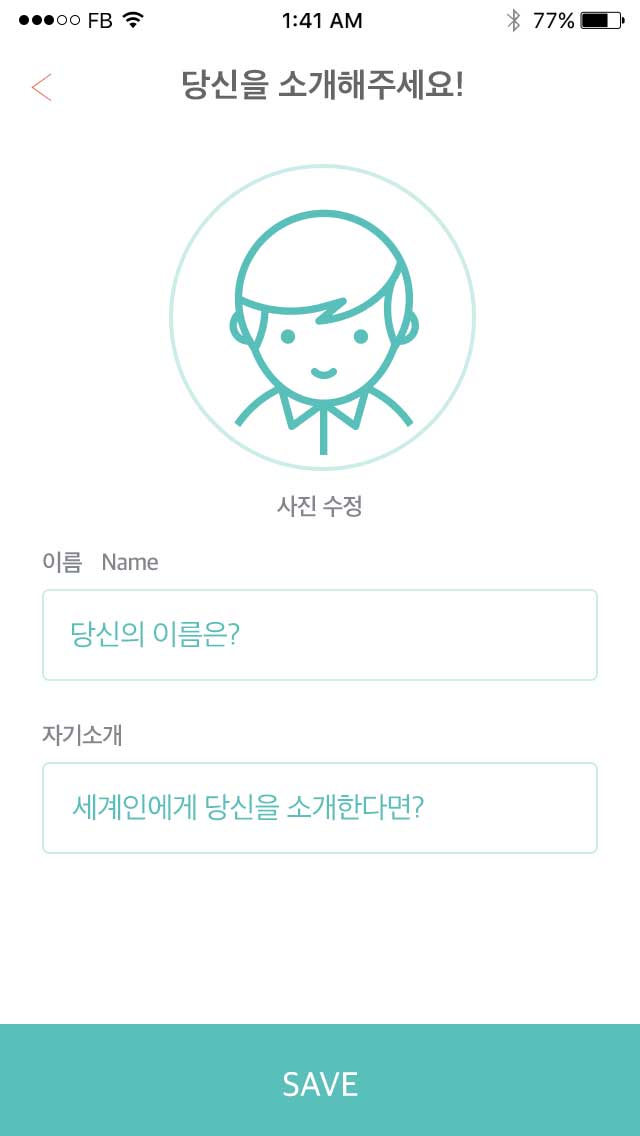 FB 1:41 AM 77%
당신을 소개해주세요!
사진 수정
이름 Name
당신의 이름은?
자기소개
세계인에게 당신을 소개한다면?
SAVE